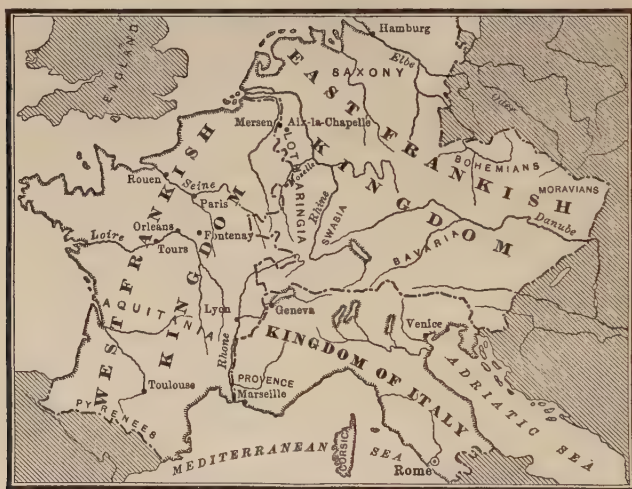 ENGLAND
Hamburg
Elbe
SAXONY
Oder
EAST FRANKISH KINGDOM
Mersen
Aix-la-Chapelle
LOTHARINGIA
Moselle
BOHEMIANS
MORAVIANS
Rouen
Seine
Paris
Rhine
SWABIA
Danube
Orleans
Fontenay
Loire
Tours
BAVARIA
WEST FRANKISH KINGDOM
AQUITANIA
Lyon
Geneva
Venice
Rhone
KINGDOM OF ITALY
ADRIATIC SEA
PROVENCE
Toulouse
Marseille
PYRENEES
MEDITERRANEAN SEA
CORSICA
Rome